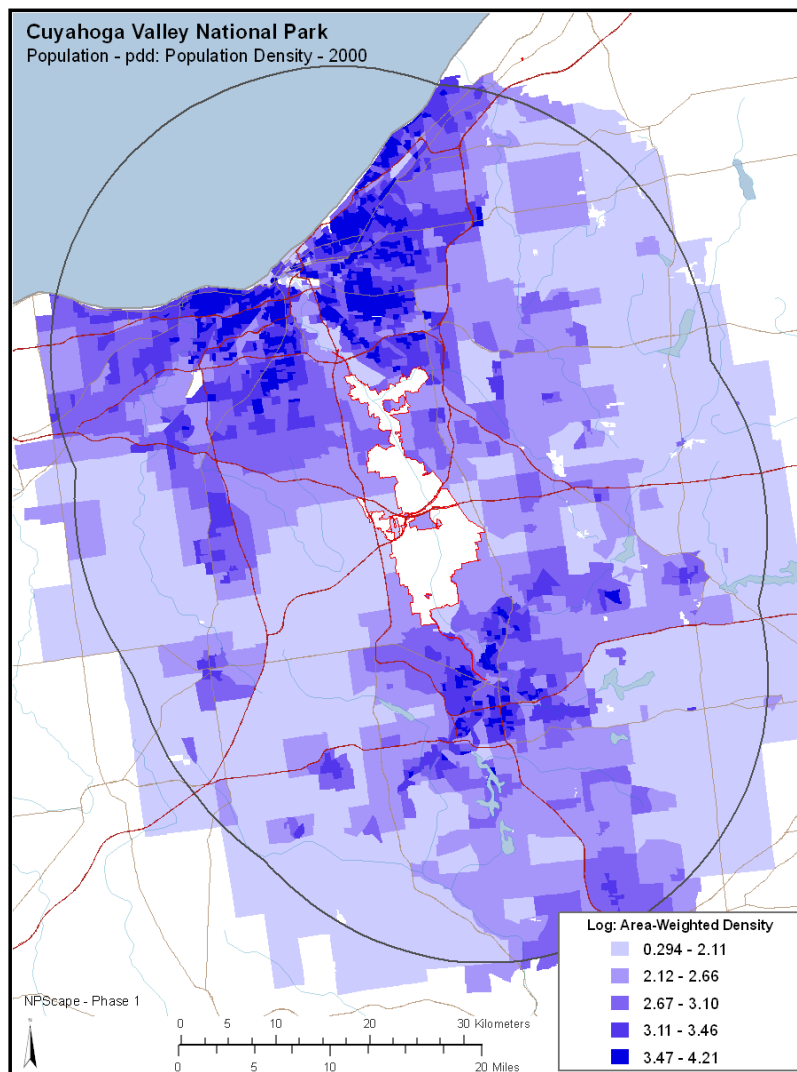 Cuyahoga Valley National Park
Population - pdd: Population Density - 2000
Log: Area-Weighted Density
0.294 - 2.11
2.12 - 2.66
2.67 - 3.10
3.11 - 3.46
3.47 - 4.21
NPScape - Phase 1
0 5 10 20 30 Kilometers
0 5 10 20 Miles